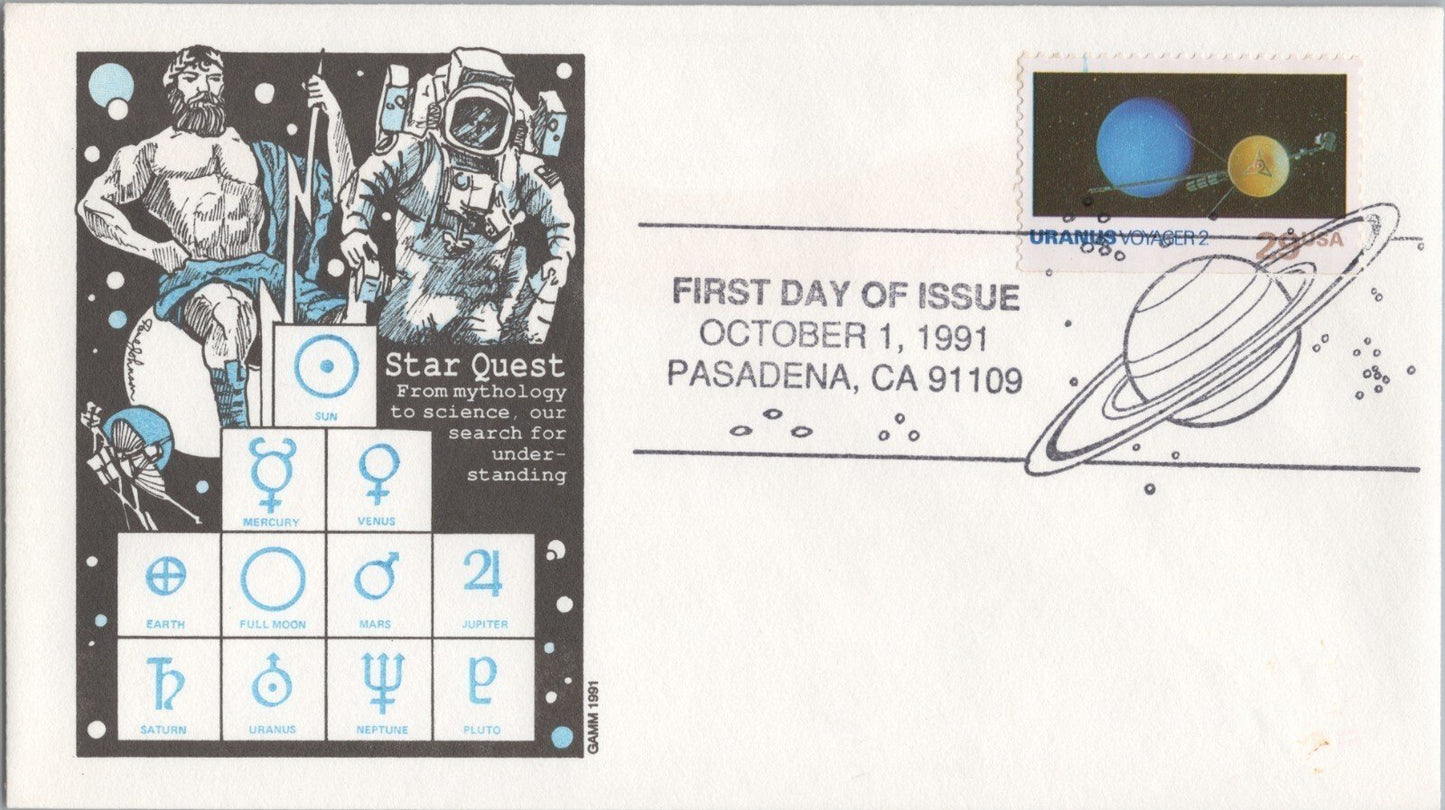 Star Quest
From mythology
to science, our
search for
under-
standing
SUN
MERCURY
VENUS
EARTH
FULL MOON
MARS
JUPITER
SATURN
URANUS
NEPTUNE
PLUTO
GAMM 1991
URANUS VOYAGER 2
29 USA
FIRST DAY OF ISSUE
OCTOBER 1, 1991
PASADENA, CA 91109